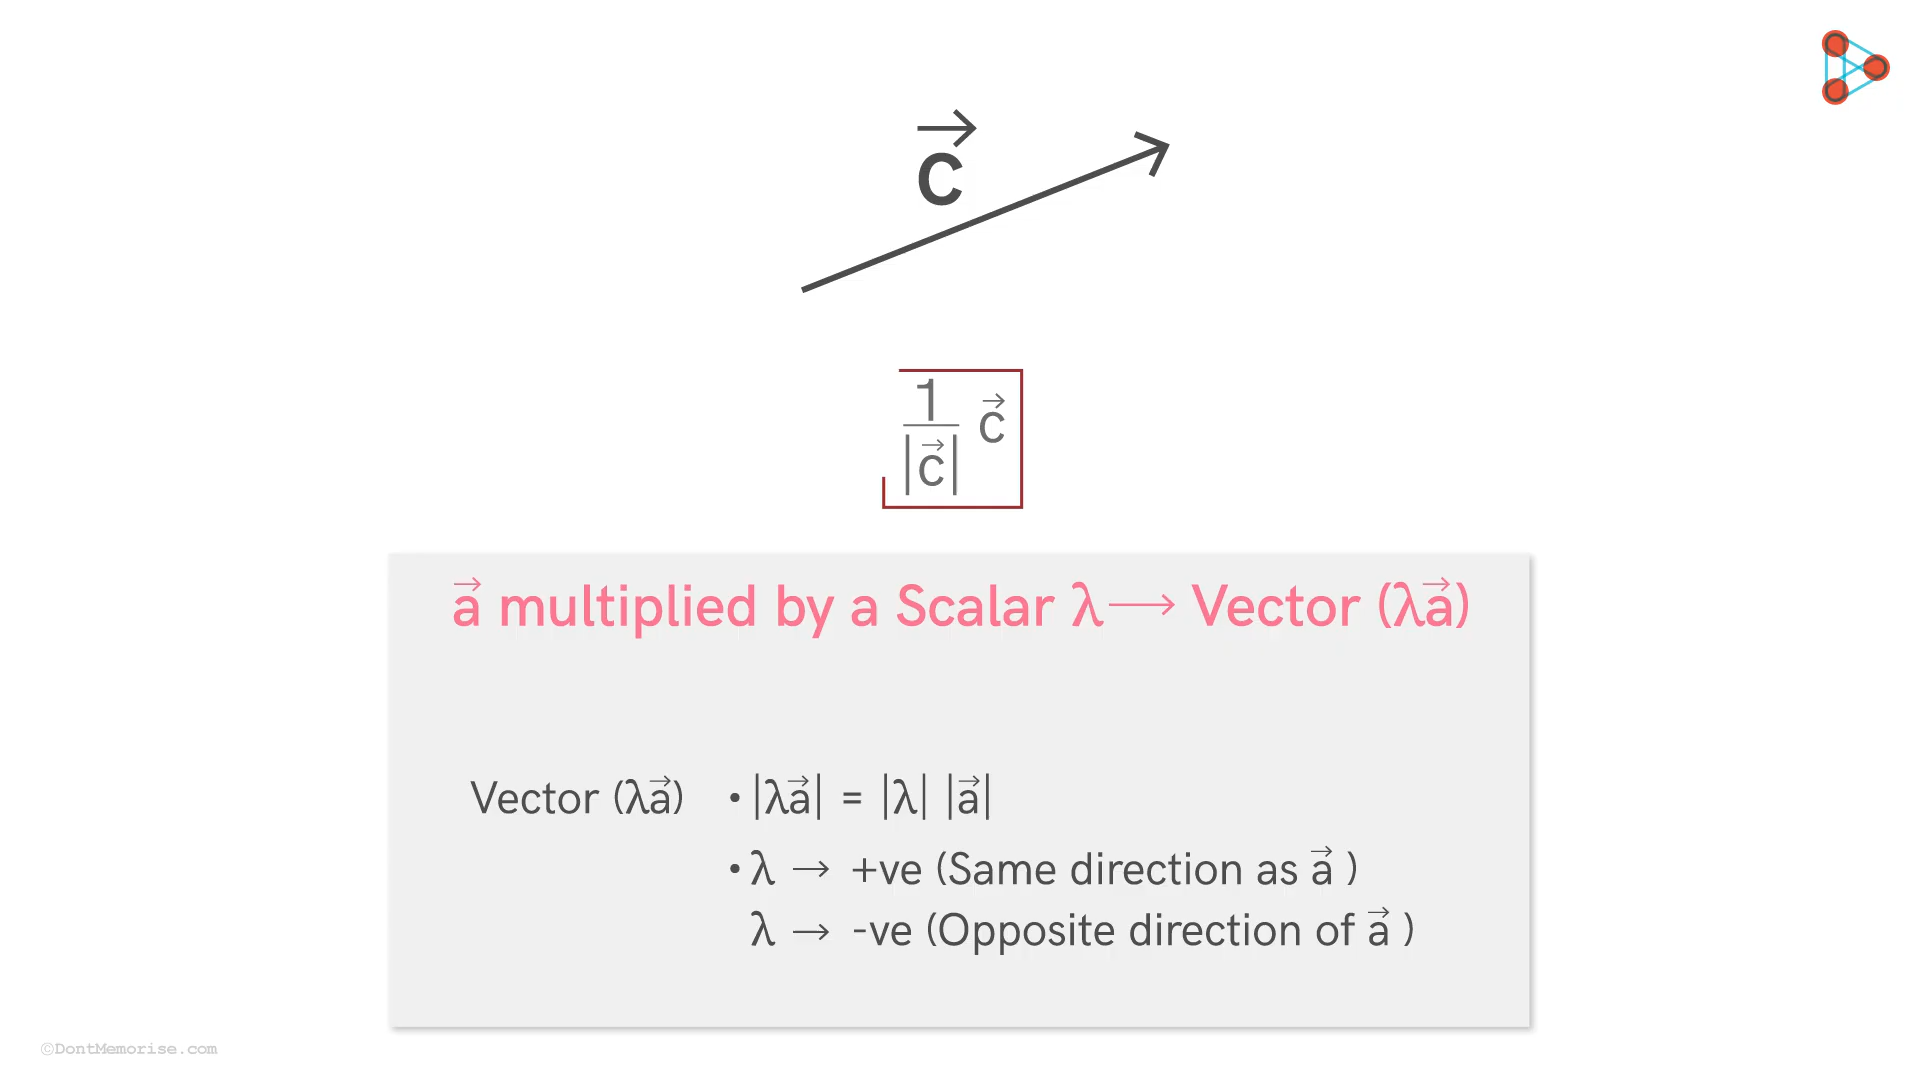 c⃗
1
|c⃗| c⃗
a⃗ multiplied by a Scalar λ ⟶ Vector (λa⃗)
Vector (λa⃗) • |λa⃗| = |λ| |a⃗|
• λ → +ve (Same direction as a⃗ )
λ → -ve (Opposite direction of a⃗ )
©DontMemorise.com